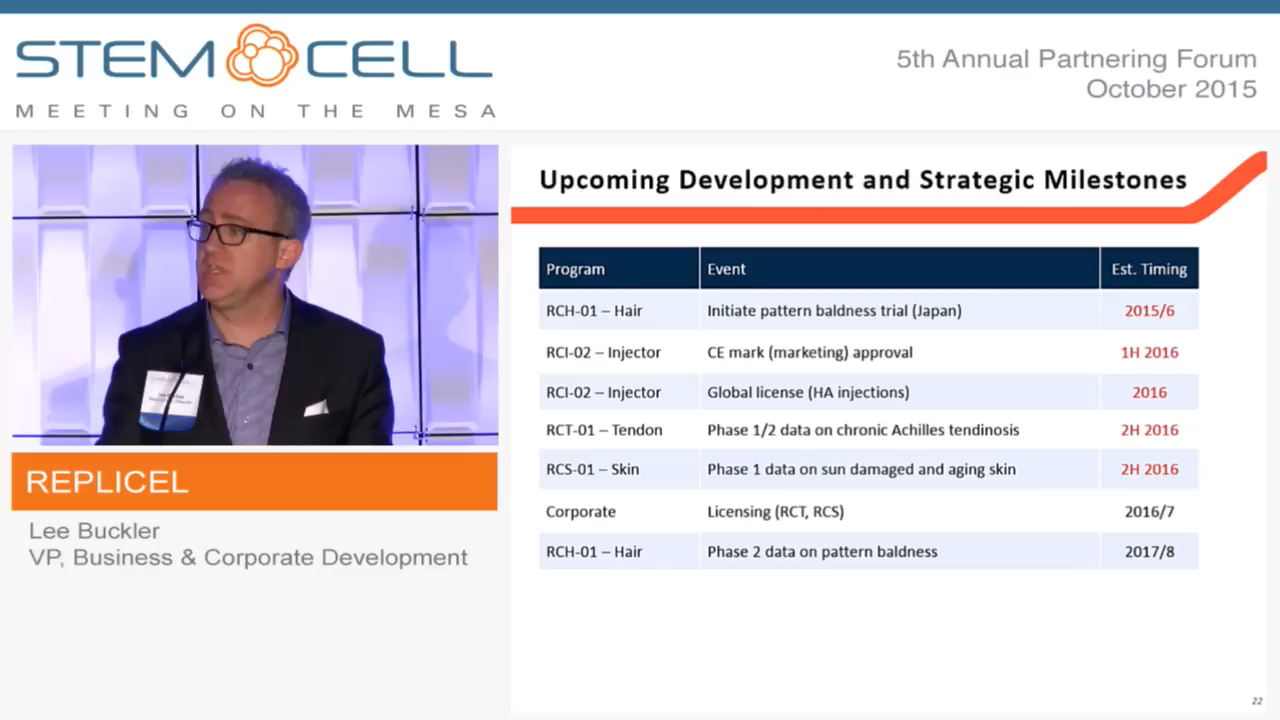 STEM CELL
MEETING ON THE MESA
5th Annual Partnering Forum
October 2015
REPLICEL
Lee Buckler
VP, Business & Corporate Development
Upcoming Development and Strategic Milestones
Program Event Est. Timing
RCH-01 – Hair Initiate pattern baldness trial (Japan) 2015/6
RCI-02 – Injector CE mark (marketing) approval 1H 2016
RCI-02 – Injector Global license (HA injections) 2016
RCT-01 – Tendon Phase 1/2 data on chronic Achilles tendinosis 2H 2016
RCS-01 – Skin Phase 1 data on sun damaged and aging skin 2H 2016
Corporate Licensing (RCT, RCS) 2016/7
RCH-01 – Hair Phase 2 data on pattern baldness 2017/8
22